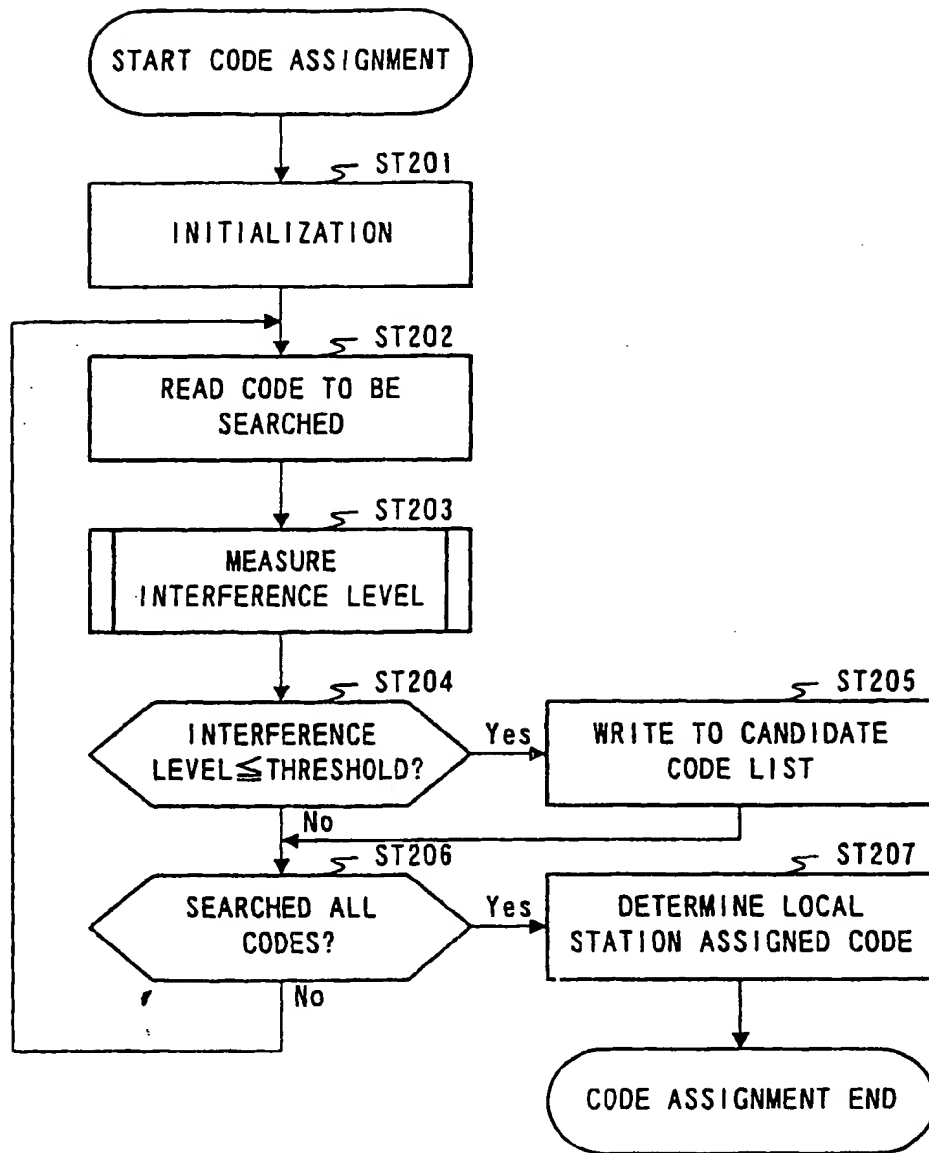 START CODE ASSIGNMENT
ST201
INITIALIZATION
ST202
READ CODE TO BE
SEARCHED
ST203
MEASURE
INTERFERENCE LEVEL
ST204
INTERFERENCE
LEVEL≦THRESHOLD?
Yes
No
ST205
WRITE TO CANDIDATE
CODE LIST
ST206
SEARCHED ALL
CODES?
Yes
No
ST207
DETERMINE LOCAL
STATION ASSIGNED CODE
CODE ASSIGNMENT END